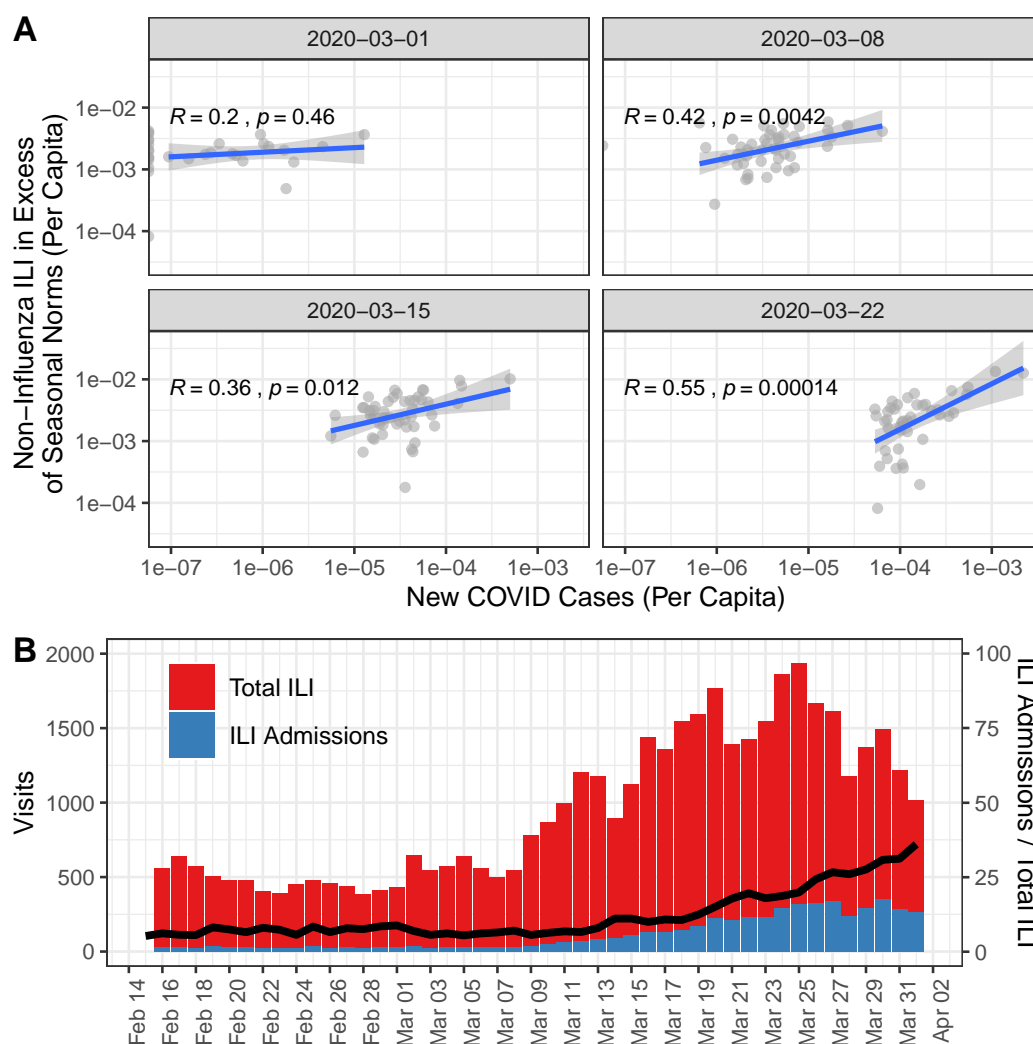 A
2020−03−01
2020−03−08
R = 0.2 , p = 0.46
R = 0.42 , p = 0.0042
1e−02
1e−03
1e−04
2020−03−15
2020−03−22
R = 0.36 , p = 0.012
R = 0.55 , p = 0.00014
1e−02
1e−03
1e−04
Non−Influenza ILI in Excess
of Seasonal Norms (Per Capita)
1e−07 1e−06 1e−05 1e−04 1e−03 1e−07 1e−06 1e−05 1e−04 1e−03
New COVID Cases (Per Capita)
B
Total ILI
ILI Admissions
2000
1500
1000
500
0
Visits
100
75
50
25
0
ILI Admissions / Total ILI
Feb 14
Feb 16
Feb 18
Feb 20
Feb 22
Feb 24
Feb 26
Feb 28
Mar 01
Mar 03
Mar 05
Mar 07
Mar 09
Mar 11
Mar 13
Mar 15
Mar 17
Mar 19
Mar 21
Mar 23
Mar 25
Mar 27
Mar 29
Mar 31
Apr 02